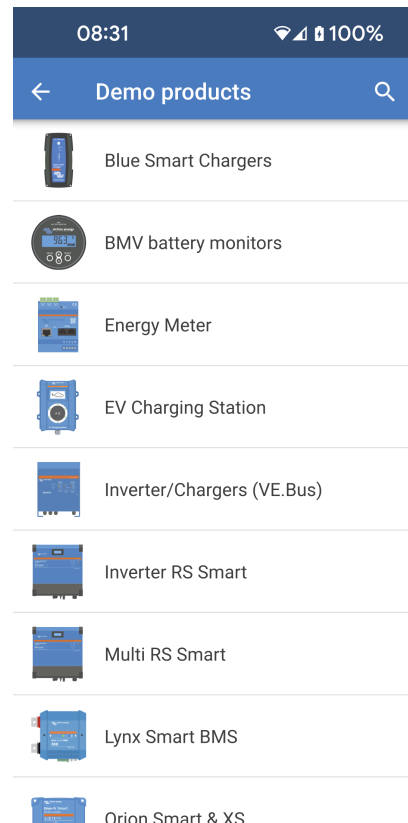 08:31
100%
Demo products
Blue Smart Chargers
BMV battery monitors
Energy Meter
EV Charging Station
Inverter/Chargers (VE.Bus)
Inverter RS Smart
Multi RS Smart
Lynx Smart BMS
Orion Smart & XS